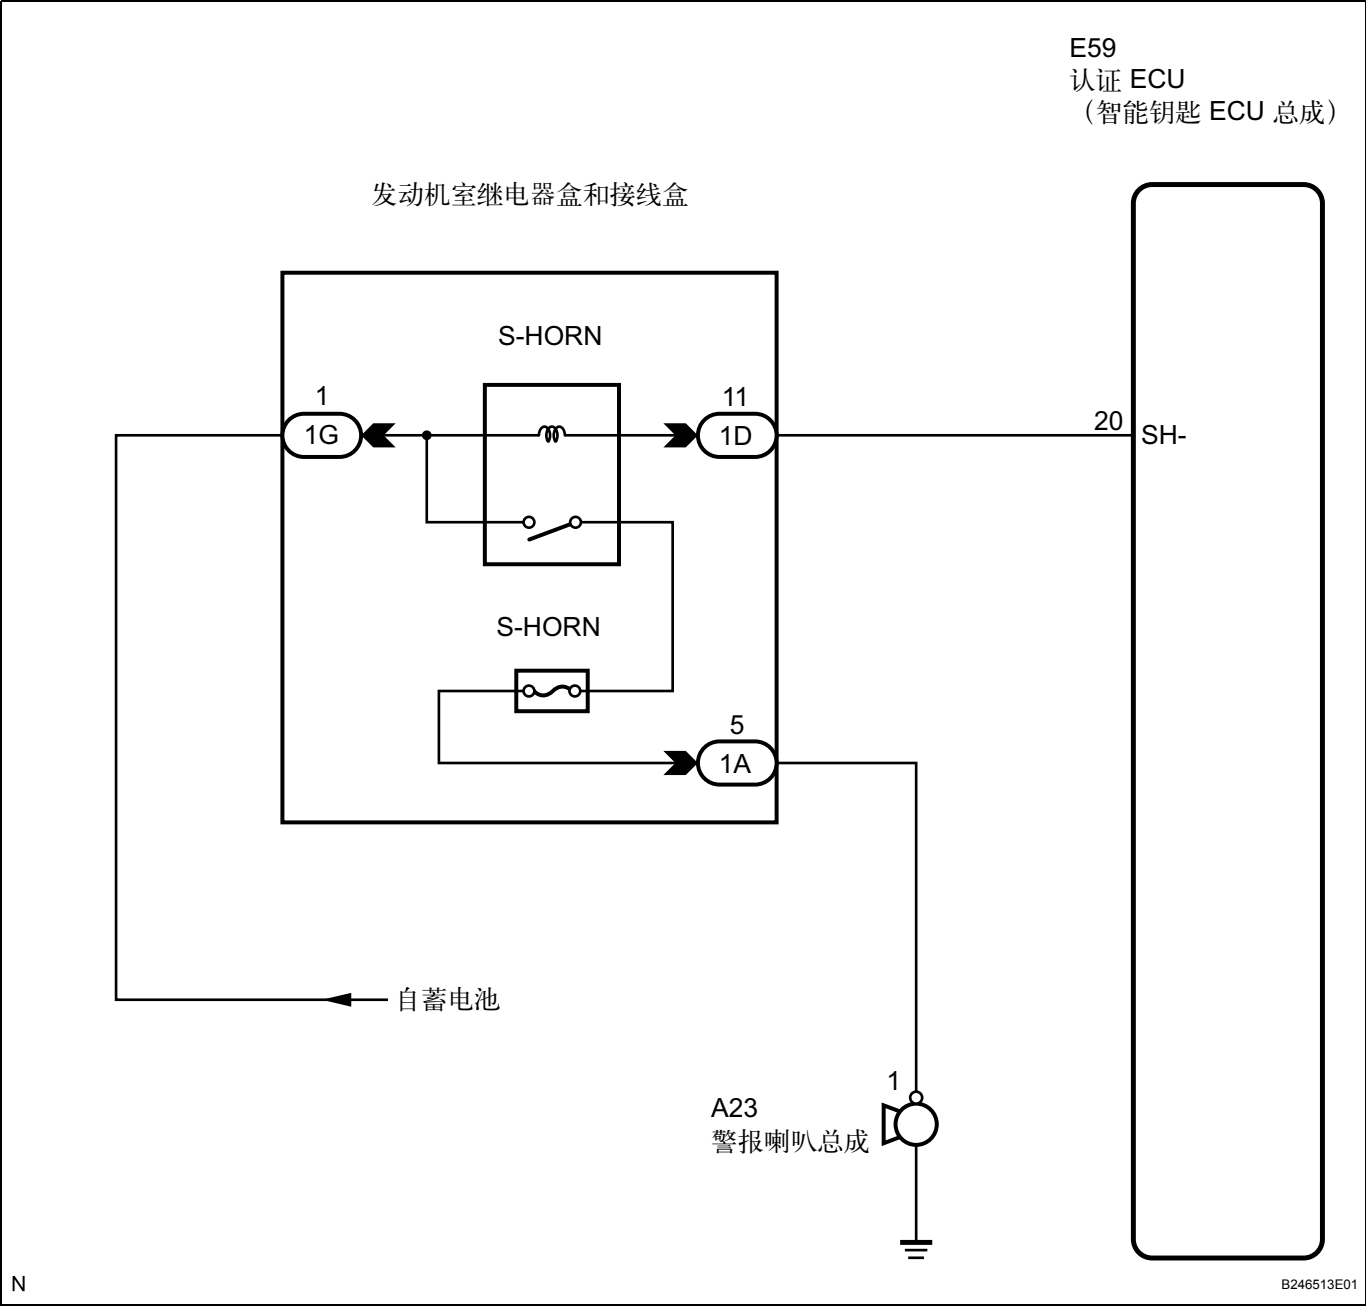 E59
认证 ECU
（智能钥匙 ECU 总成）
发动机室继电器盒和接线盒
S-HORN
1
1G
11
1D
20
SH-
S-HORN
5
1A
自蓄电池
1
A23
警报喇叭总成
N
B246513E01